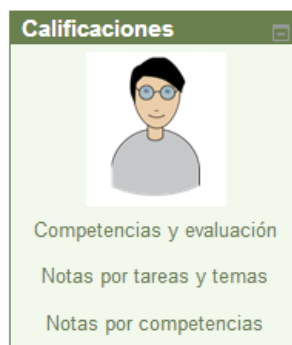 Calificaciones
Competencias y evaluación
Notas por tareas y temas
Notas por competencias